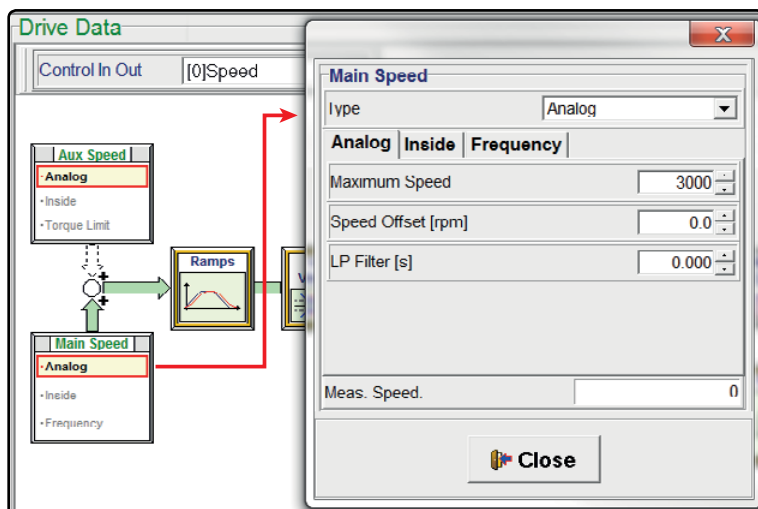 Drive Data
Control In Out [0]Speed
Aux Speed
Analog
Inside
Torque Limit
+
+
Ramps
V
Main Speed
Analog
Inside
Frequency
X
Main Speed
Type Analog
Analog Inside Frequency
Maximum Speed 3000
Speed Offset [rpm] 0.0
LP Filter [s] 0.000
Meas. Speed. 0
Close